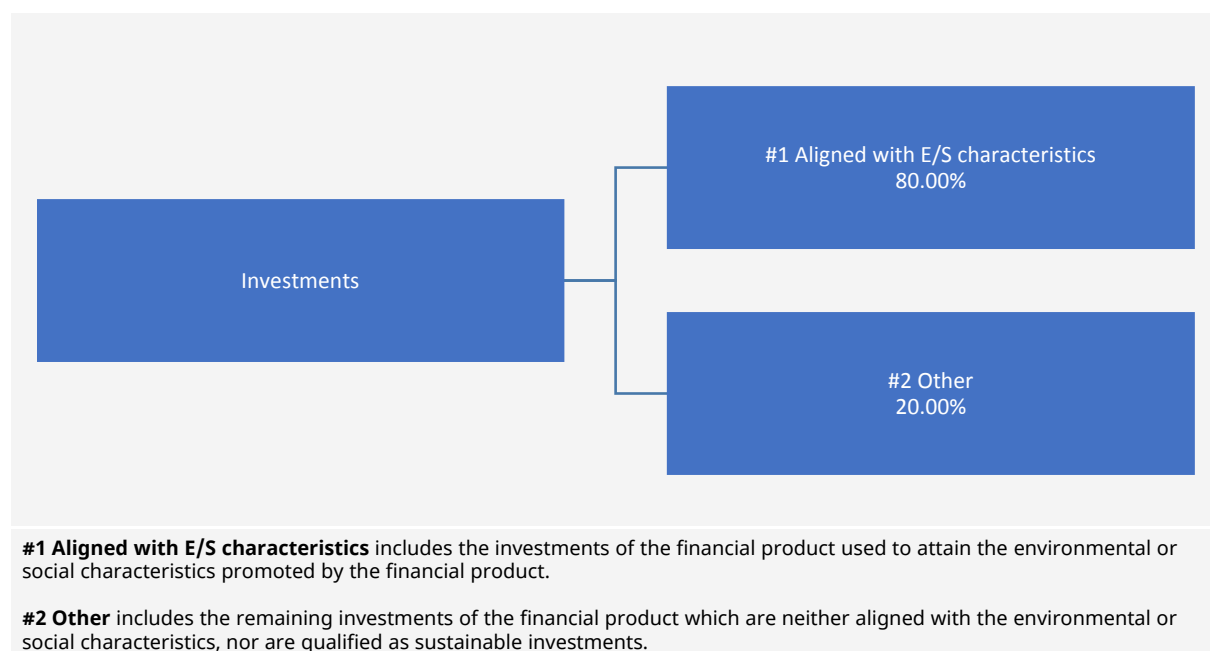 #1 Aligned with E/S characteristics
80.00%
Investments
#2 Other
20.00%
#1 Aligned with E/S characteristics includes the investments of the financial product used to attain the environmental or
social characteristics promoted by the financial product.
#2 Other includes the remaining investments of the financial product which are neither aligned with the environmental or
social characteristics, nor are qualified as sustainable investments.